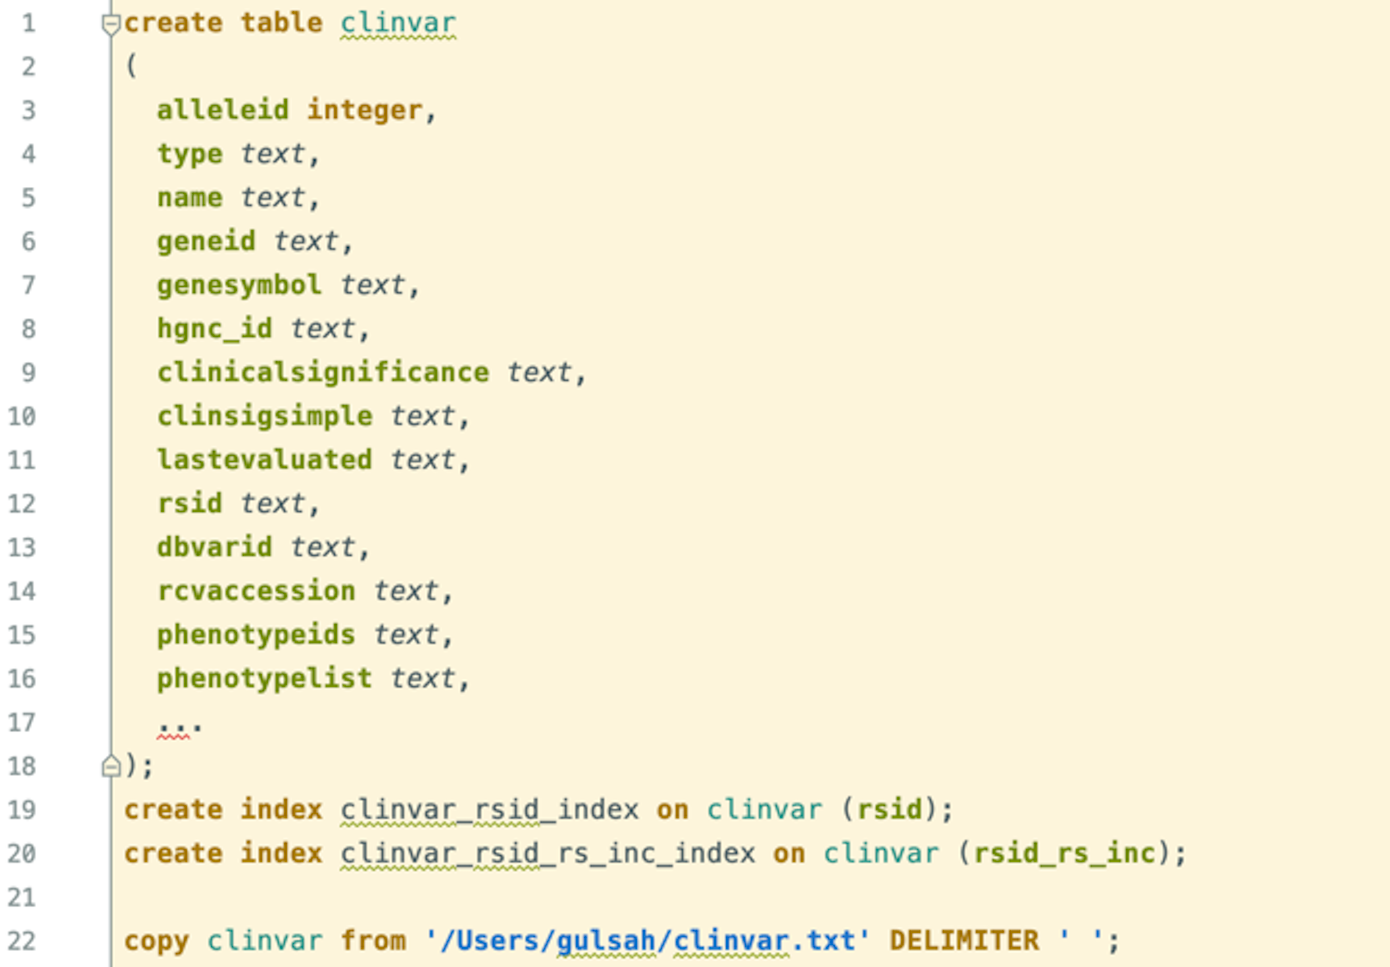 1 create table clinvar
2 (
3 alleleid integer,
4 type text,
5 name text,
6 geneid text,
7 genesymbol text,
8 hgnc_id text,
9 clinicalsignificance text,
10 clinsigsimple text,
11 lastevaluated text,
12 rsid text,
13 dbvarid text,
14 rcvaccession text,
15 phenotypeids text,
16 phenotypelist text,
17 ...
18 );
19 create index clinvar_rsid_index on clinvar (rsid);
20 create index clinvar_rsid_rs_inc_index on clinvar (rsid_rs_inc);
21
22 copy clinvar from '/Users/gulsah/clinvar.txt' DELIMITER ' ';